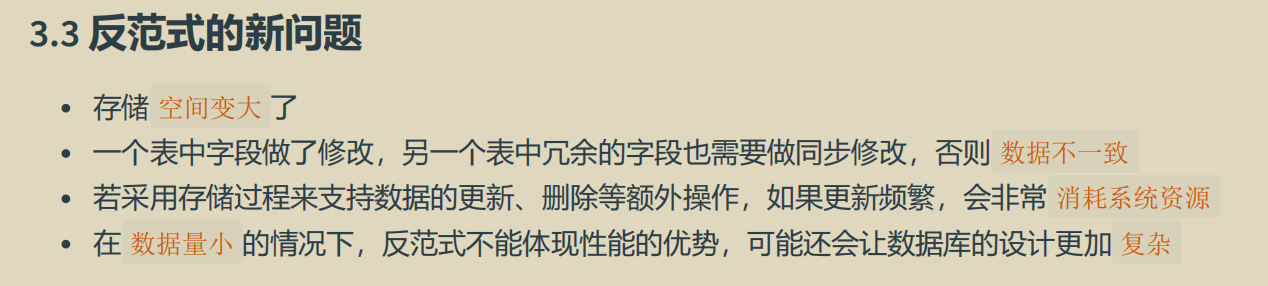 3.3 反范式的新问题
• 存储 空间变大 了
• 一个表中字段做了修改，另一个表中冗余的字段也需要做同步修改，否则 数据不一致
• 若采用存储过程来支持数据的更新、删除等额外操作，如果更新频繁，会非常 消耗系统资源
• 在 数据量小 的情况下，反范式不能体现性能的优势，可能还会让数据库的设计更加 复杂